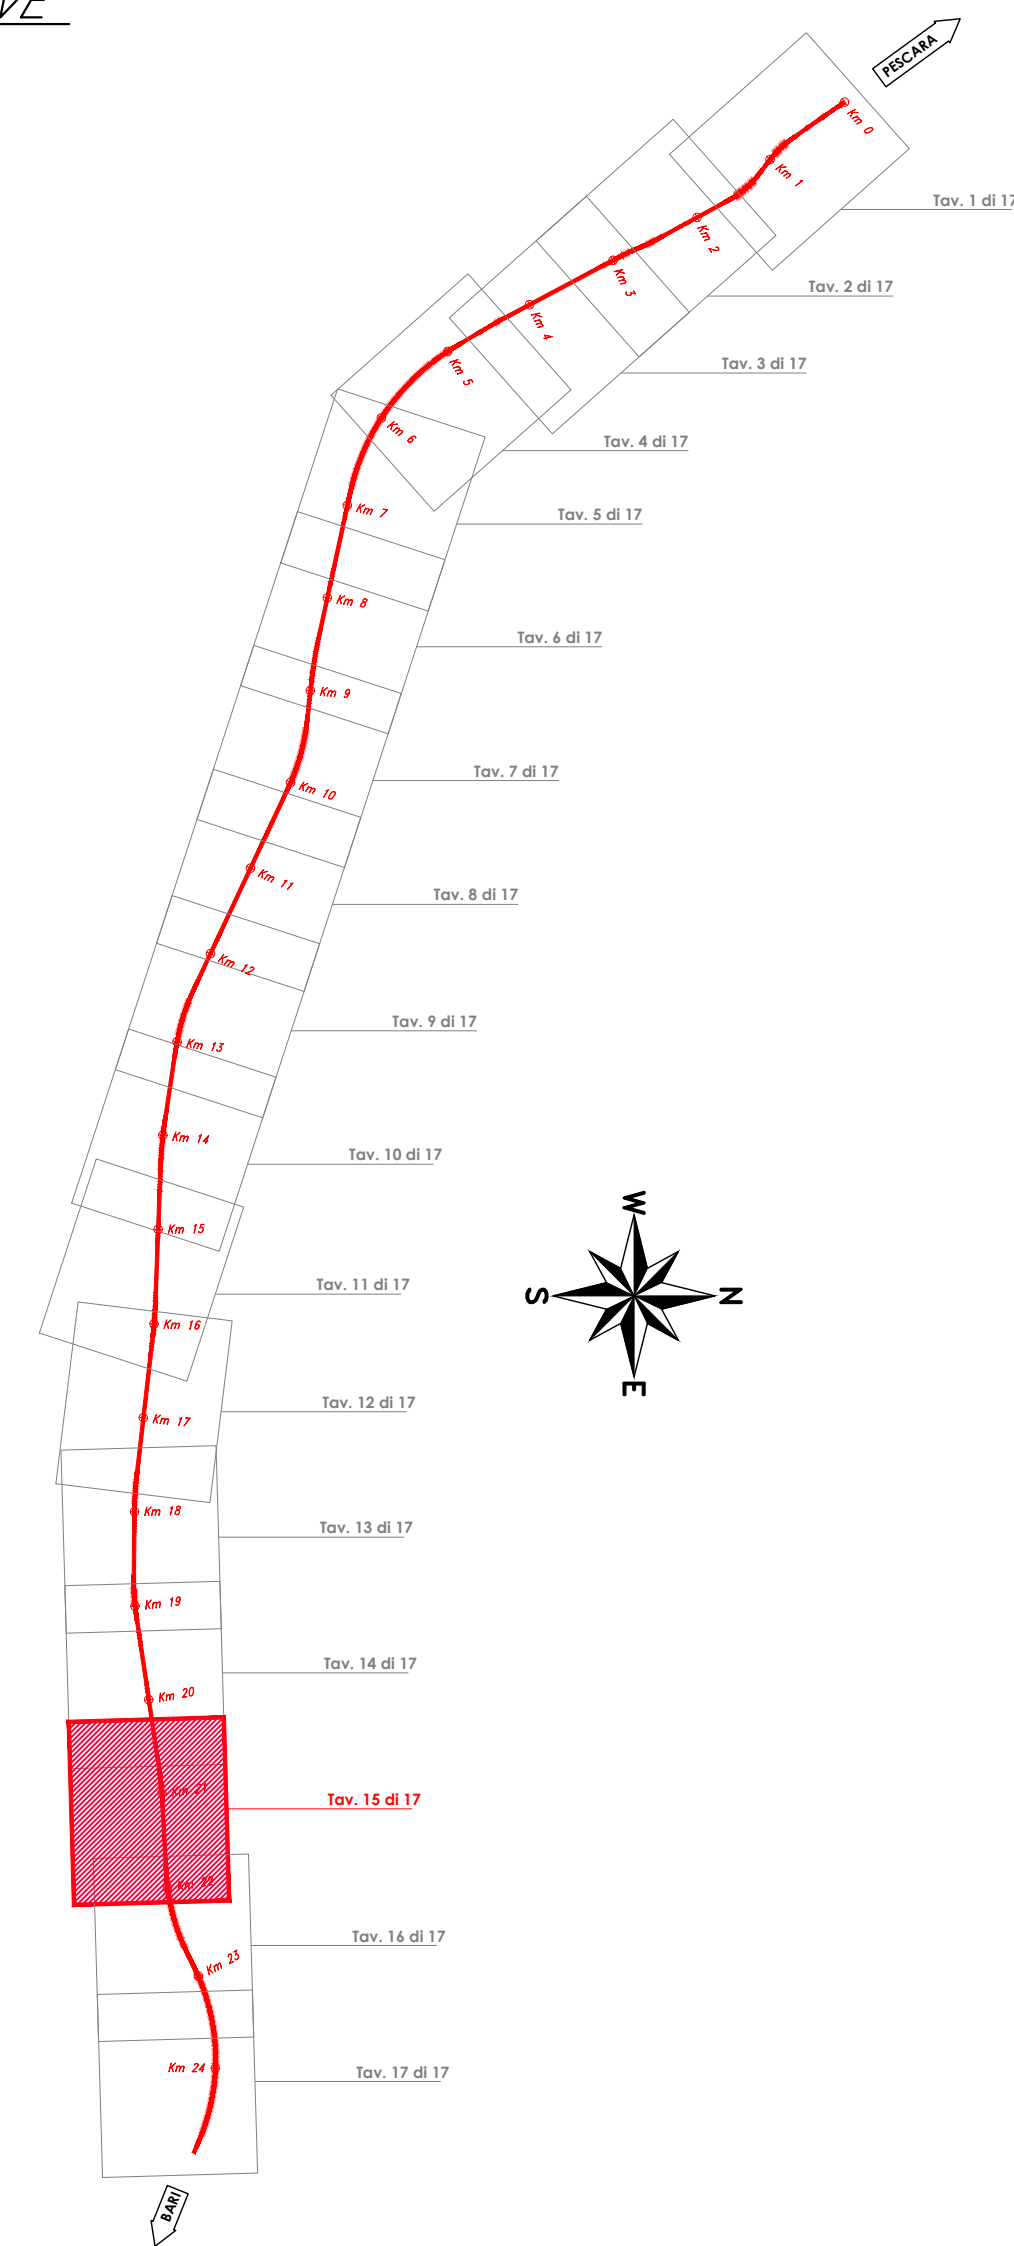 PESCARA
Km 0
Km 1
Tav. 1 di 17
Km 2
Km 3
Tav. 2 di 17
Km 4
Km 5
Tav. 3 di 17
Km 6
Tav. 4 di 17
Km 7
Tav. 5 di 17
Km 8
Tav. 6 di 17
Km 9
Tav. 7 di 17
Km 10
Km 11
Tav. 8 di 17
Km 12
Tav. 9 di 17
Km 13
Km 14
Tav. 10 di 17
W
Km 15
Tav. 11 di 17
S
N
Km 16
E
Tav. 12 di 17
Km 17
Km 18
Tav. 13 di 17
Km 19
Tav. 14 di 17
Km 20
Km 21
Tav. 15 di 17
Km 22
Tav. 16 di 17
Km 23
Km 24
Tav. 17 di 17
BARI